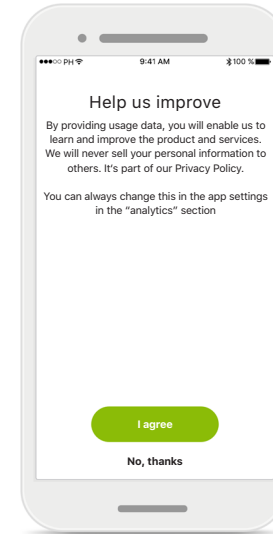 ●●●○○ PH 9:41 AM 100 %
Help us improve
By providing usage data, you will enable us to
learn and improve the product and services.
We will never sell your personal information to
others. It's part of our Privacy Policy.
You can always change this in the app settings
in the “analytics” section
I agree
No, thanks